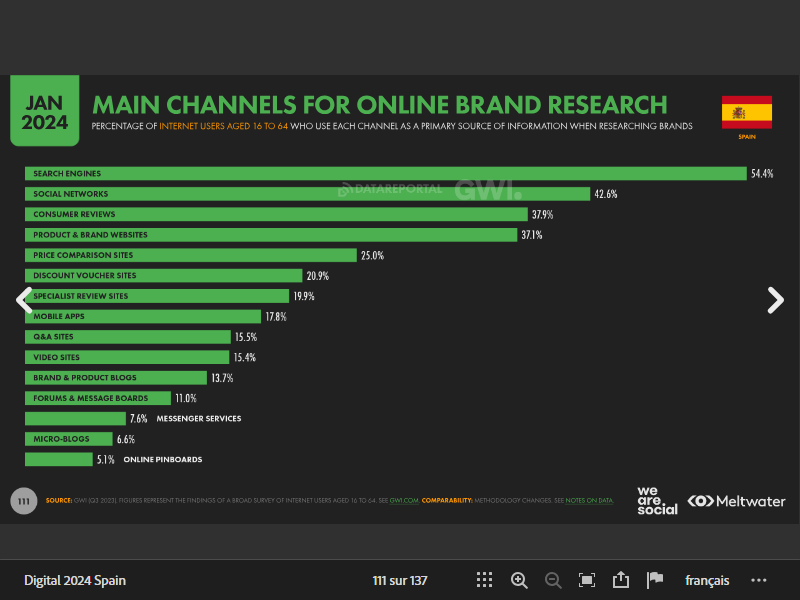 JAN
2024
MAIN CHANNELS FOR ONLINE BRAND RESEARCH
PERCENTAGE OF INTERNET USERS AGED 16 TO 64 WHO USE EACH CHANNEL AS A PRIMARY SOURCE OF INFORMATION WHEN RESEARCHING BRANDS
SPAIN
SEARCH ENGINES 54.4%
DATAREPORTAL GWI.
SOCIAL NETWORKS 42.6%
CONSUMER REVIEWS 37.9%
PRODUCT & BRAND WEBSITES 37.1%
PRICE COMPARISON SITES 25.0%
DISCOUNT VOUCHER SITES 20.9%
SPECIALIST REVIEW SITES 19.9%
MOBILE APPS 17.8%
Q&A SITES 15.5%
VIDEO SITES 15.4%
BRAND & PRODUCT BLOGS 13.7%
FORUMS & MESSAGE BOARDS 11.0%
7.6% MESSENGER SERVICES
MICRO-BLOGS 6.6%
5.1% ONLINE PINBOARDS
111
SOURCE: GWI (Q3 2023). FIGURES REPRESENT THE FINDINGS OF A BROAD SURVEY OF INTERNET USERS AGED 16 TO 64. SEE GWI.COM. COMPARABILITY: METHODOLOGY CHANGES. SEE NOTES ON DATA.
we
are.
social
Meltwater
Digital 2024 Spain
111 sur 137
français